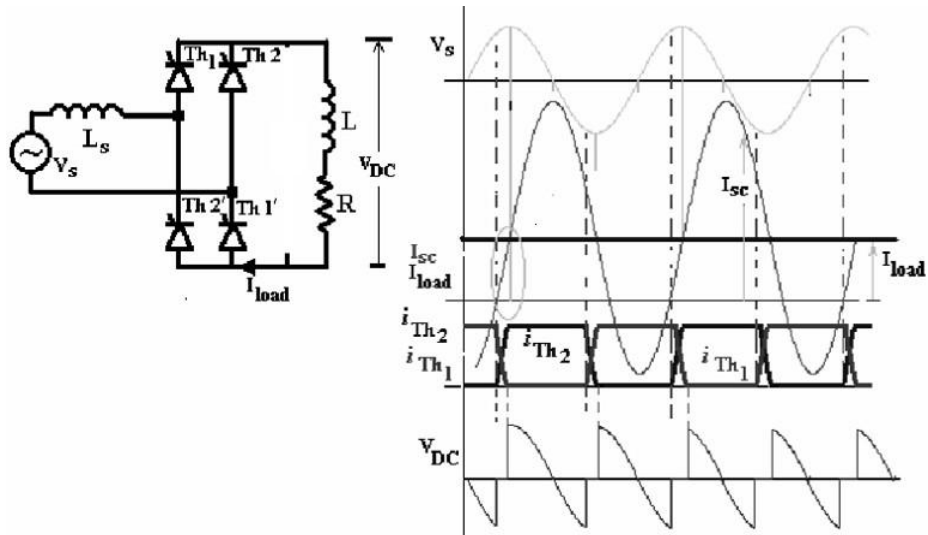 Th1
Th 2
Ls
Vs
L
VDC
R
Th 2'
Th 1'
Iload
Vs
Isc
Isc
Iload
Iload
iTh2
iTh1
iTh2
iTh1
VDC